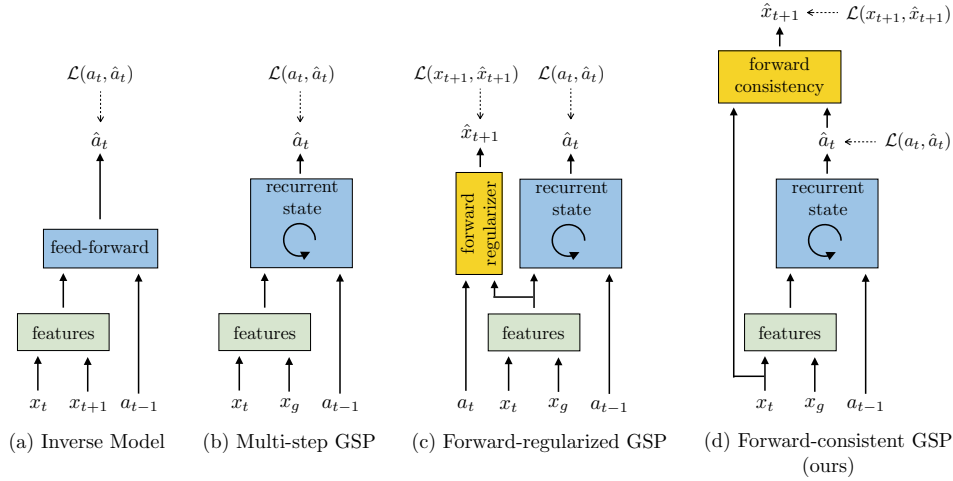 ℒ(a_t, â_t)
â_t
feed-forward
features
x_t x_{t+1} a_{t−1}
(a) Inverse Model
ℒ(a_t, â_t)
â_t
recurrent
state
features
x_t x_g a_{t−1}
(b) Multi-step GSP
ℒ(x_{t+1}, x̂_{t+1}) ℒ(a_t, â_t)
x̂_{t+1} â_t
forward
regularizer
recurrent
state
features
a_t x_t x_g a_{t−1}
(c) Forward-regularized GSP
x̂_{t+1} ℒ(x_{t+1}, x̂_{t+1})
forward
consistency
â_t ℒ(a_t, â_t)
recurrent
state
features
x_t x_g a_{t−1}
(d) Forward-consistent GSP
(ours)